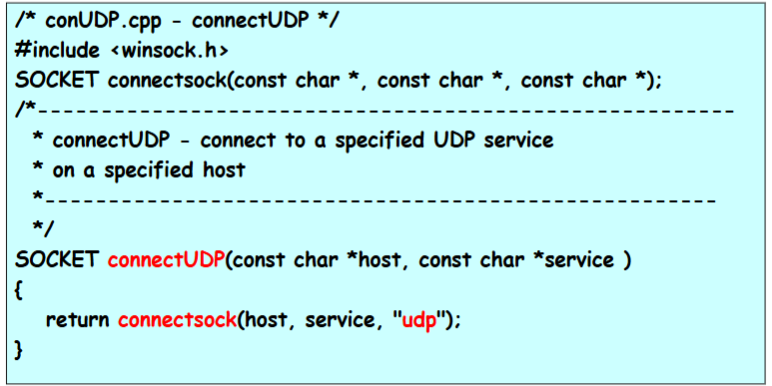 /* conUDP.cpp - connectUDP */
#include <winsock.h>
SOCKET connectsock(const char *, const char *, const char *);
/*-------------------------------------------------------
* connectUDP - connect to a specified UDP service
* on a specified host
*-----------------------------------------------------
*/
SOCKET connectUDP(const char *host, const char *service )
{
return connectsock(host, service, "udp");
}